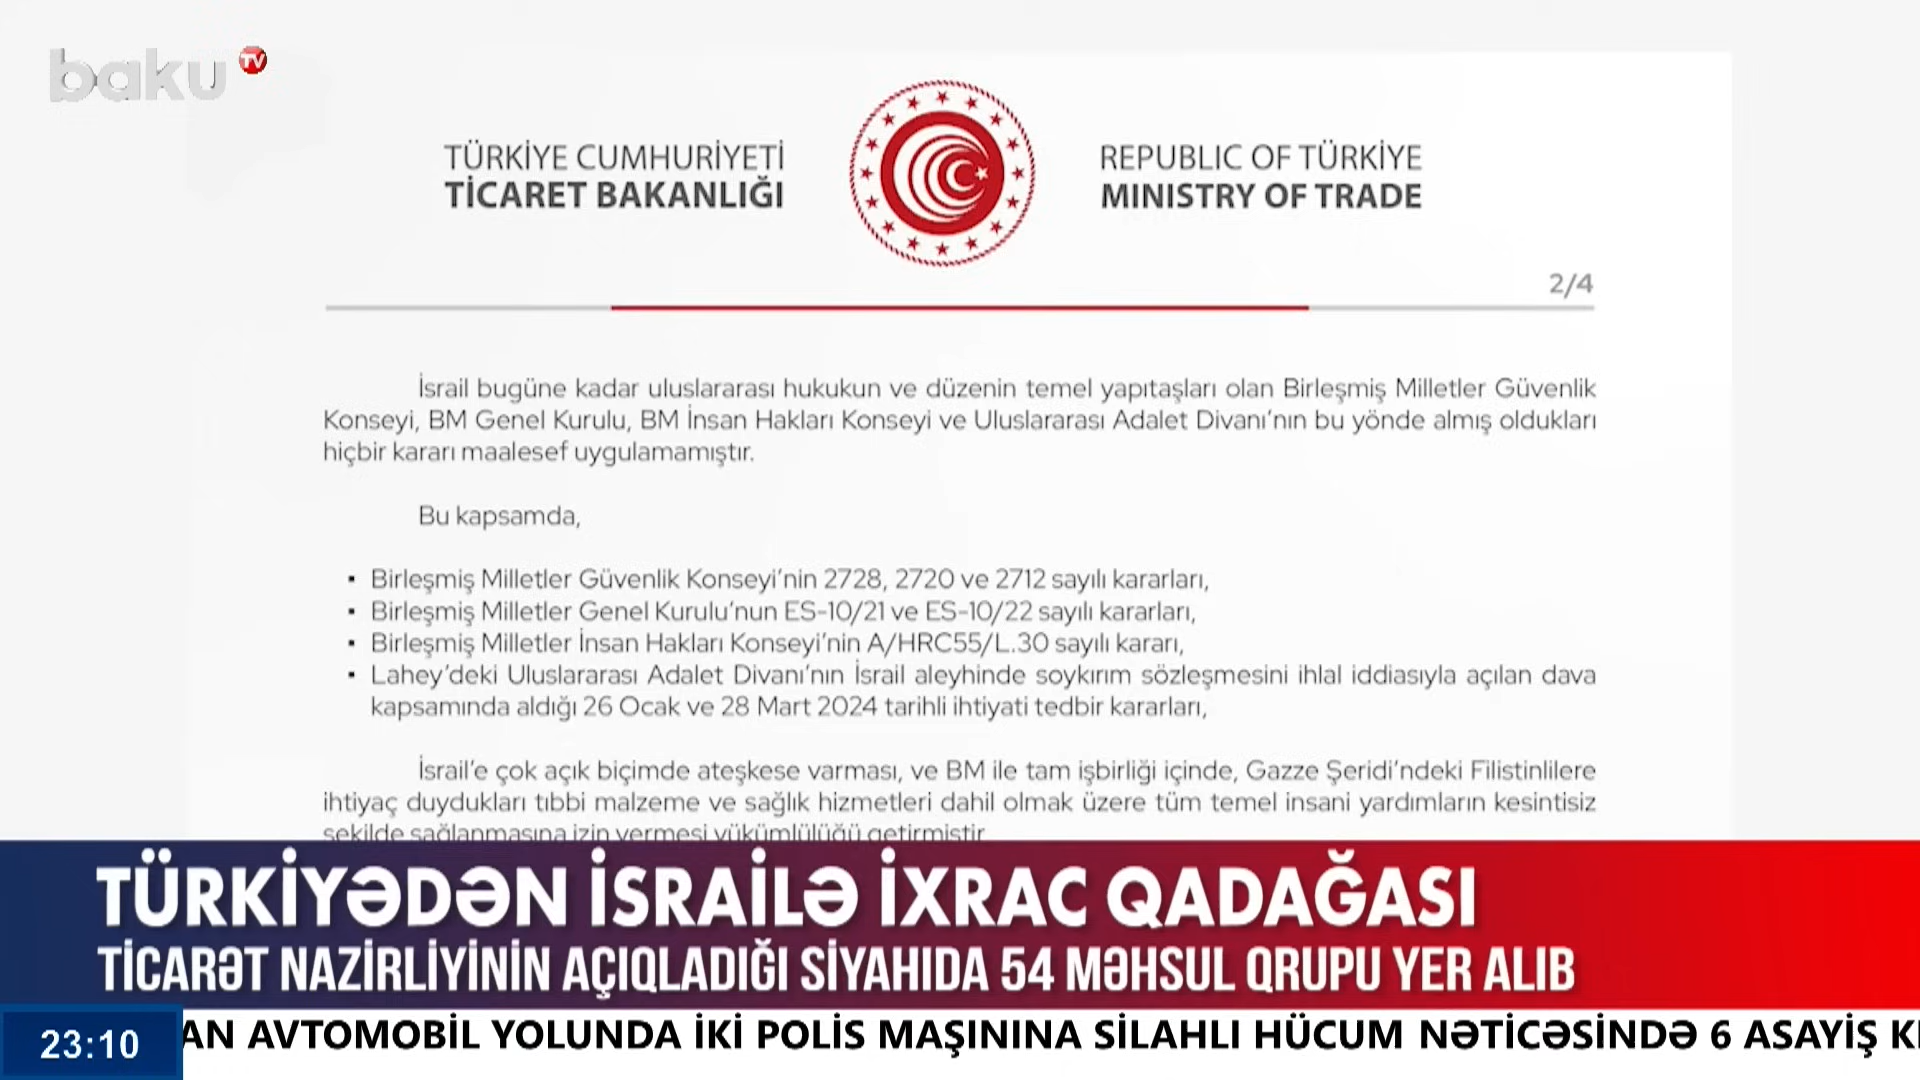 baku TV
TÜRKİYE CUMHURİYETİ
TİCARET BAKANLIĞI
REPUBLIC OF TÜRKİYE
MINISTRY OF TRADE
2/4
İsrail bugüne kadar uluslararası hukukun ve düzenin temel yapıtaşları olan Birleşmiş Milletler Güvenlik
Konseyi, BM Genel Kurulu, BM İnsan Hakları Konseyi ve Uluslararası Adalet Divanı’nın bu yönde almış oldukları
hiçbir kararı maalesef uygulamamıştır.
Bu kapsamda,
▪ Birleşmiş Milletler Güvenlik Konseyi’nin 2728, 2720 ve 2712 sayılı kararları,
▪ Birleşmiş Milletler Genel Kurulu’nun ES-10/21 ve ES-10/22 sayılı kararları,
▪ Birleşmiş Milletler İnsan Hakları Konseyi’nin A/HRC55/L.30 sayılı kararı,
▪ Lahey’deki Uluslararası Adalet Divanı’nın İsrail aleyhinde soykırım sözleşmesini ihlal iddiasıyla açılan dava
kapsamında aldığı 26 Ocak ve 28 Mart 2024 tarihli ihtiyati tedbir kararları,
İsrail’e çok açık biçimde ateşkese varması, ve BM ile tam işbirliği içinde, Gazze Şeridi’ndeki Filistinlilere
ihtiyaç duydukları tıbbi malzeme ve sağlık hizmetleri dahil olmak üzere tüm temel insani yardımların kesintisiz
şekilde sağlanmasına izin vermesi yükümlülüğü getirmiştir.
TÜRKİYƏDƏN İSRAİLƏ İXRAC QADAĞASI
TİCARƏT NAZİRLİYİNİN AÇIQLADIĞI SİYAHIDA 54 MƏHSUL QRUPU YER ALIB
23:10
AN AVTOMOBİL YOLUNDA İKİ POLİS MAŞININA SİLAHLI HÜCUM NƏTİCƏSİNDƏ 6 ASAYİŞ K